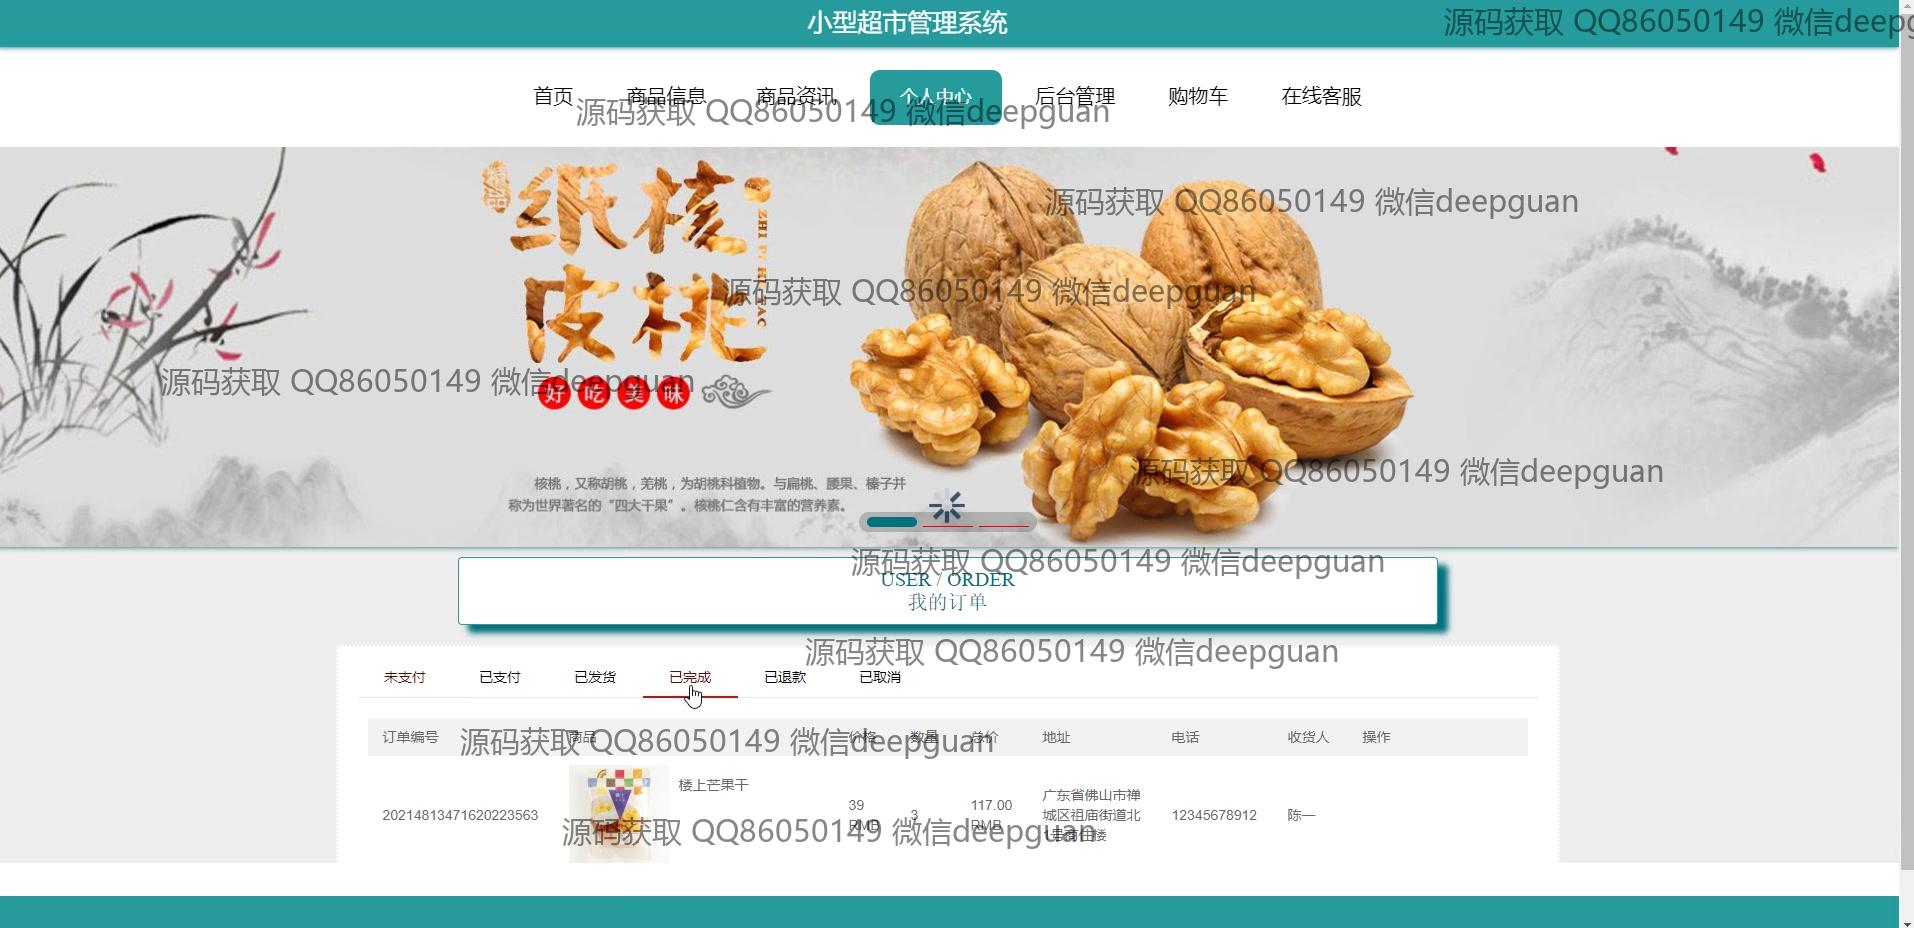 小型超市管理系统
源码获取 QQ86050149 微信deepg
首页 商品信息 商品资讯 个人中心 后台管理 购物车 在线客服
源码获取 QQ86050149 微信deepguan
纸核
皮桃
源码获取 QQ86050149 微信deepguan
源码获取 QQ86050149 微信deepguan
源码获取 QQ86050149 微信deepguan
好吃美味
源码获取 QQ86050149 微信deepguan
核桃，又称胡桃，羌桃，为胡桃科植物。与扁桃、腰果、榛子并
称为世界著名的“四大干果”。核桃仁含有丰富的营养素。
源码获取 QQ86050149 微信deepguan
USER / ORDER
我的订单
源码获取 QQ86050149 微信deepguan
未支付 已支付 已发货 已完成 已退款 已取消
订单编号 商品 价格 数量 总价 地址 电话 收货人 操作
源码获取 QQ86050149 微信deepguan
楼上芒果干
20214813471620223563
39
RMB
3
117.00
RMB
广东省佛山市禅
城区祖庙街道北
12345678912
陈一
源码获取 QQ86050149 微信deepguan